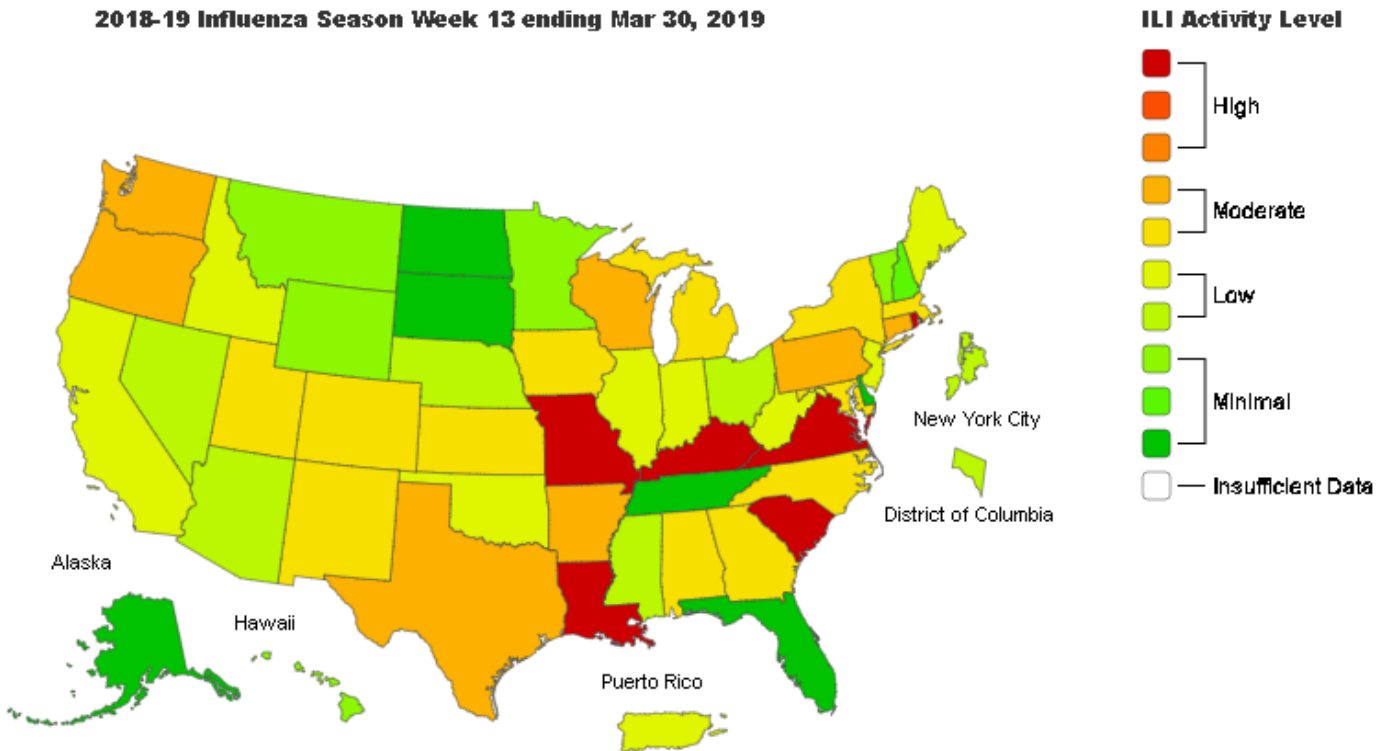 2018-19 Influenza Season Week 13 ending Mar 30, 2019
ILI Activity Level
High
Moderate
Low
Minimal
Insufficient Data
New York City
District of Columbia
Alaska
Hawaii
Puerto Rico